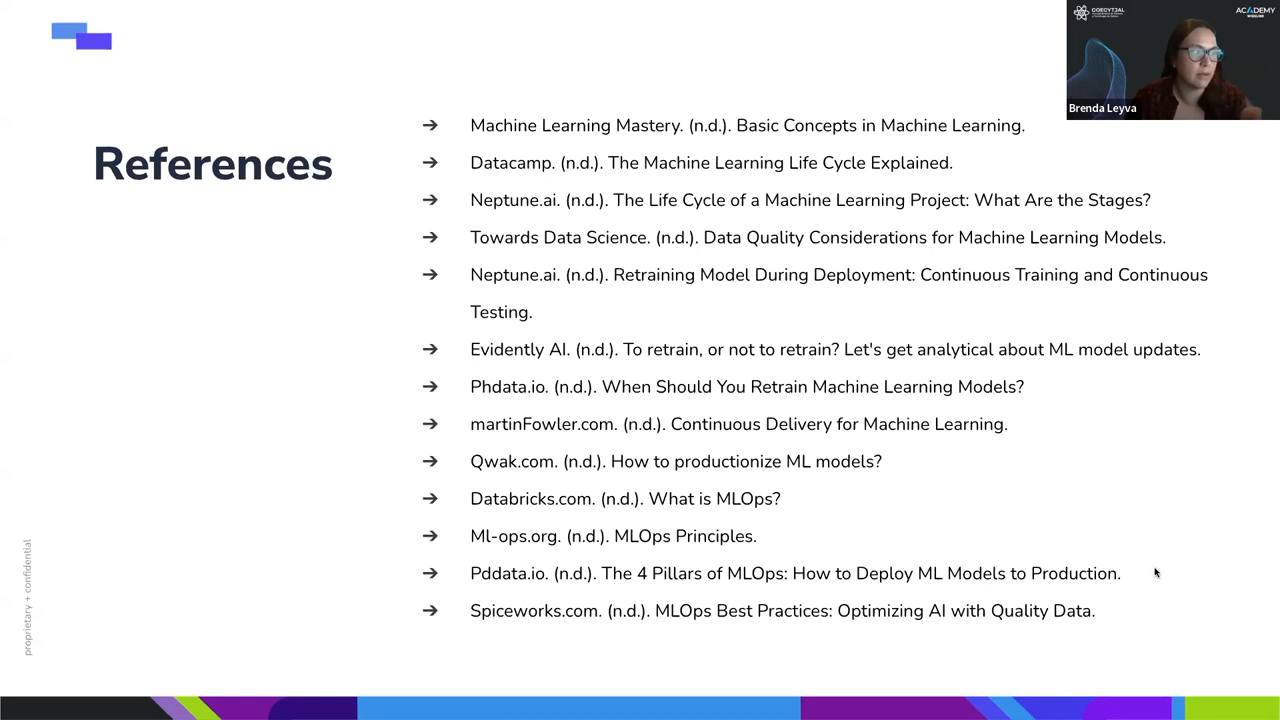 COECYTJAL
ACADEMY
WIZELINE
Brenda Leyva
References
➔ Machine Learning Mastery. (n.d.). Basic Concepts in Machine Learning.
➔ Datacamp. (n.d.). The Machine Learning Life Cycle Explained.
➔ Neptune.ai. (n.d.). The Life Cycle of a Machine Learning Project: What Are the Stages?
➔ Towards Data Science. (n.d.). Data Quality Considerations for Machine Learning Models.
➔ Neptune.ai. (n.d.). Retraining Model During Deployment: Continuous Training and Continuous
Testing.
➔ Evidently AI. (n.d.). To retrain, or not to retrain? Let's get analytical about ML model updates.
➔ Phdata.io. (n.d.). When Should You Retrain Machine Learning Models?
➔ martinFowler.com. (n.d.). Continuous Delivery for Machine Learning.
➔ Qwak.com. (n.d.). How to productionize ML models?
➔ Databricks.com. (n.d.). What is MLOps?
➔ Ml-ops.org. (n.d.). MLOps Principles.
➔ Pddata.io. (n.d.). The 4 Pillars of MLOps: How to Deploy ML Models to Production.
➔ Spiceworks.com. (n.d.). MLOps Best Practices: Optimizing AI with Quality Data.
proprietary + confidential